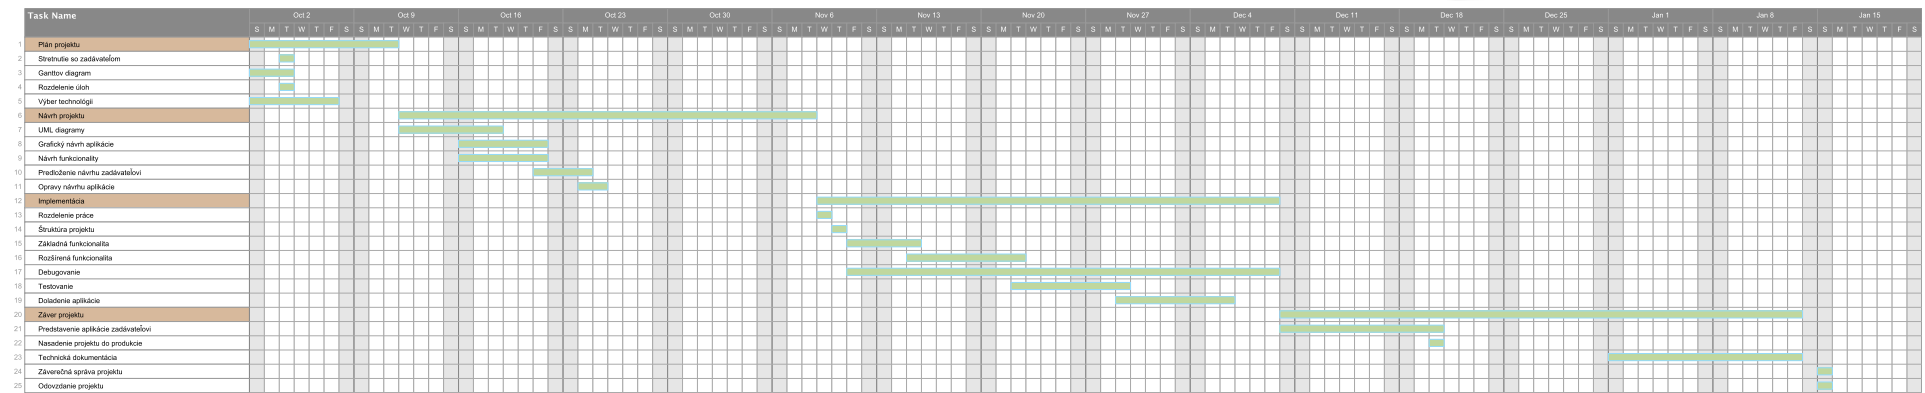 Task Name Oct 2 Oct 9 Oct 16 Oct 23 Oct 30 Nov 6 Nov 13 Nov 20 Nov 27 Dec 4 Dec 11 Dec 18 Dec 25 Jan 1 Jan 8 Jan 15
S M T W T F S S M T W T F S S M T W T F S S M T W T F S S M T W T F S S M T W T F S S M T W T F S S M T W T F S S M T W T F S S M T W T F S S M T W T F S S M T W T F S S M T W T F S S M T W T F S S M T W T F S S M T W T F S
1 Plán projektu
2 Stretnutie so zadávateľom
3 Ganttov diagram
4 Rozdelenie úloh
5 Výber technológii
6 Návrh projektu
7 UML diagramy
8 Grafický návrh aplikácie
9 Návrh funkcionality
10 Predloženie návrhu zadávateľovi
11 Opravy návrhu aplikácie
12 Implementácia
13 Rozdelenie práce
14 Štruktúra projektu
15 Základná funkcionalita
16 Rozšírená funkcionalita
17 Debugovanie
18 Testovanie
19 Doladenie aplikácie
20 Záver projektu
21 Predstavenie aplikácie zadávateľovi
22 Nasadenie projektu do produkcie
23 Technická dokumentácia
24 Záverečná správa projektu
25 Odovzdanie projektu